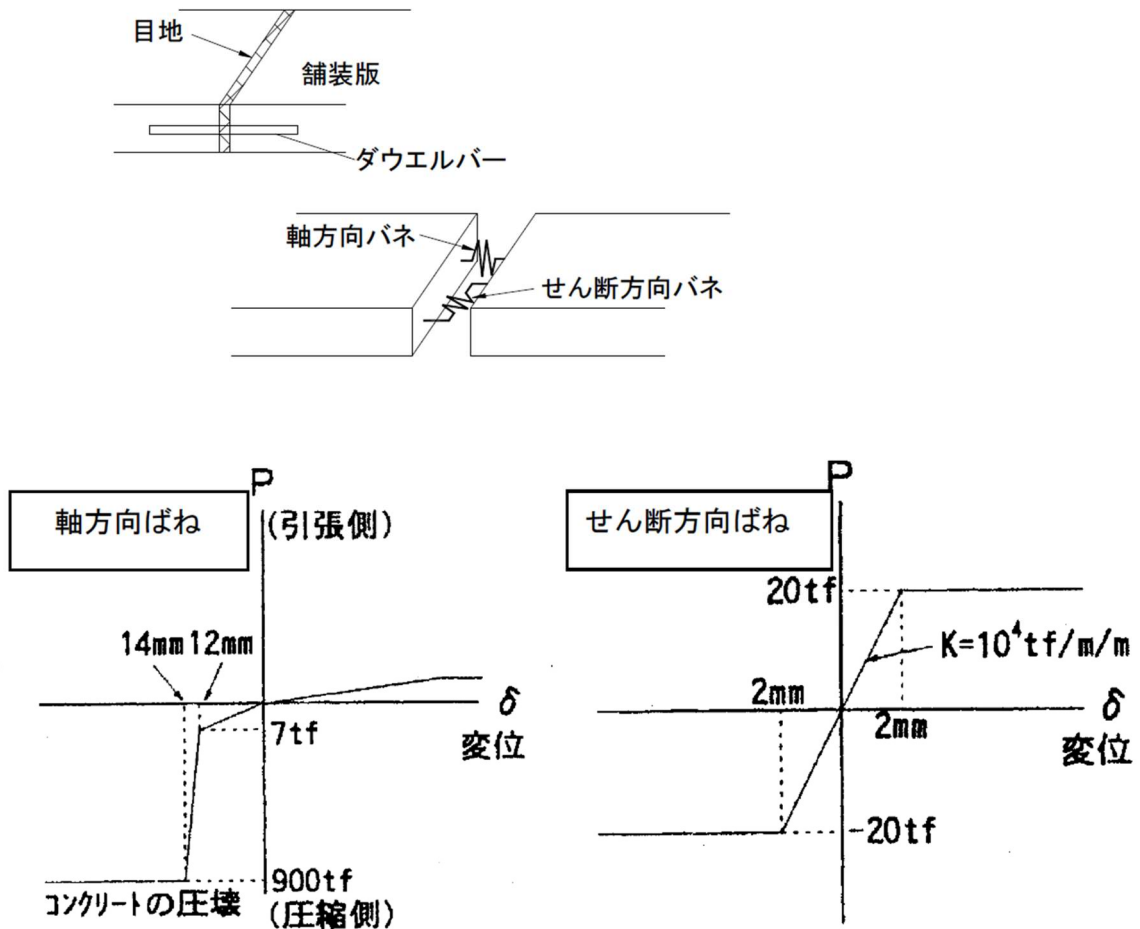 目地
舗装版
ダウエルバー
軸方向バネ
せん断方向バネ
軸方向ばね
P
(引張側)
14mm 12mm
7tf
δ
変位
900tf
コンクリートの圧壊
(圧縮側)
せん断方向ばね
P
20tf
K=10⁴tf/m/m
2mm
2mm
δ
変位
20tf